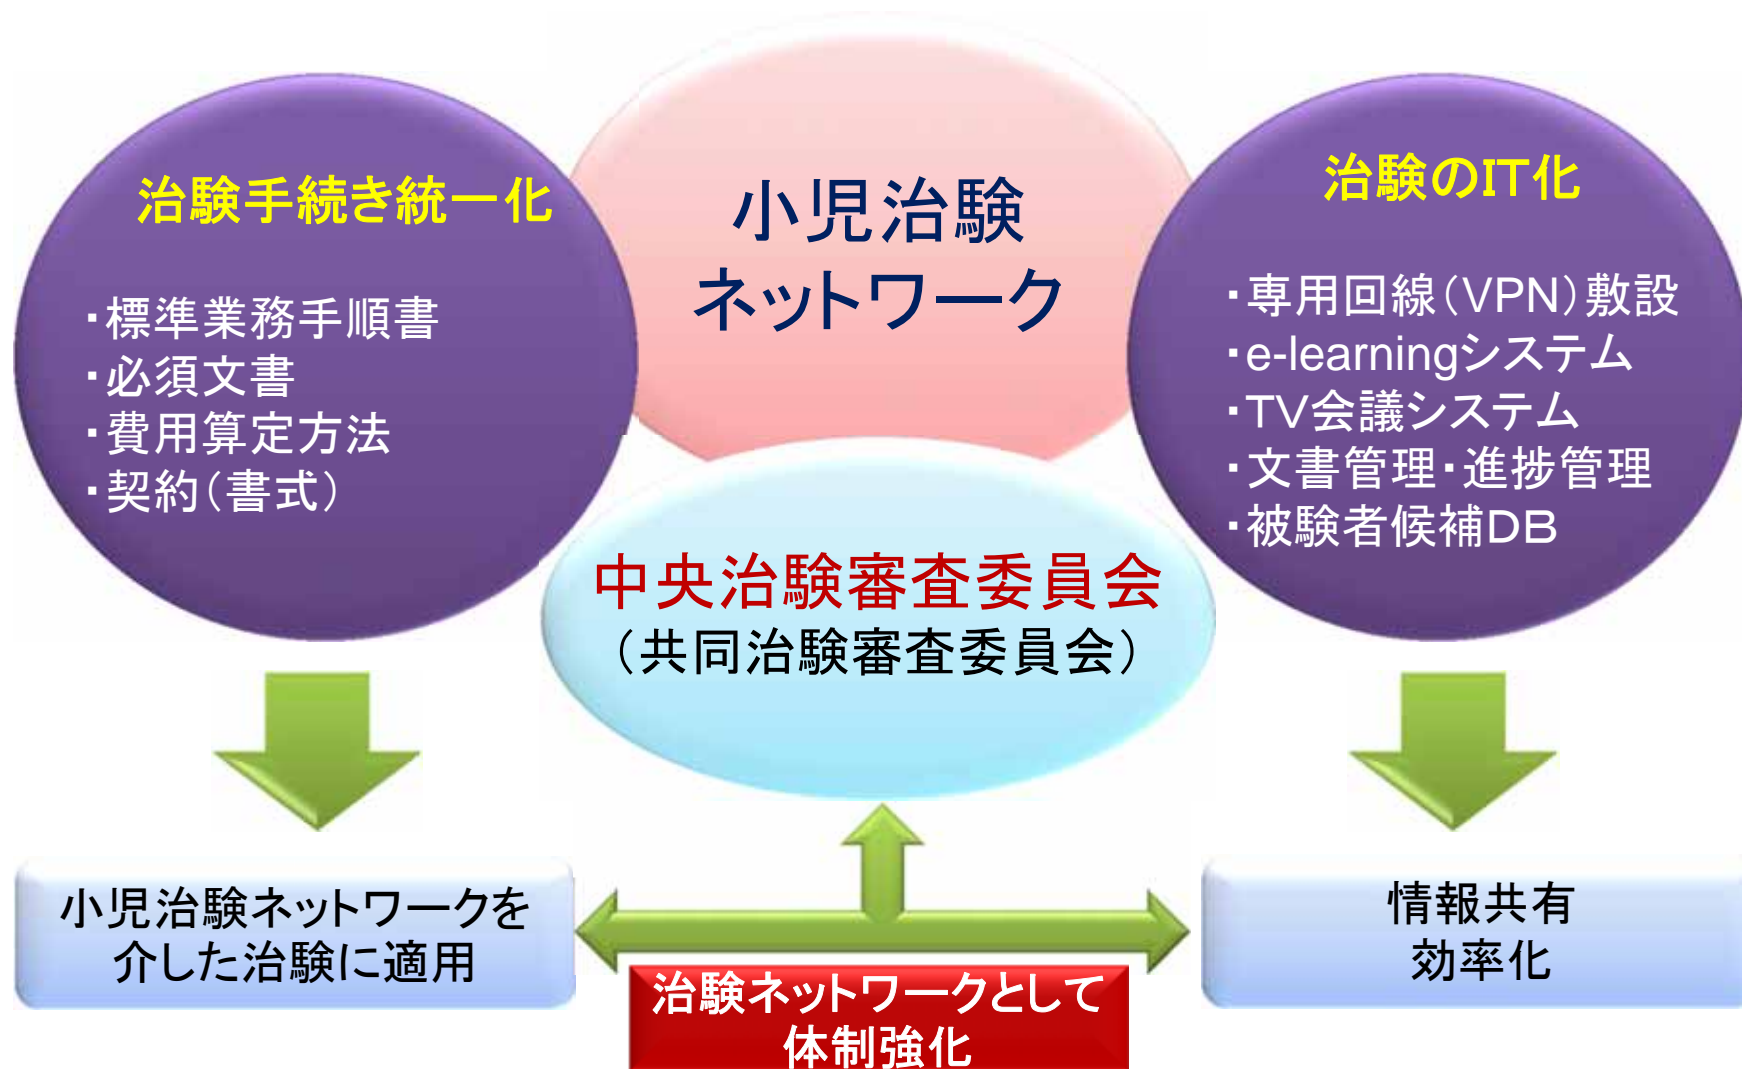 治験手続き統一化
・標準業務手順書
・必須文書
・費用算定方法
・契約（書式）
小児治験
ネットワーク
治験のIT化
・専用回線（VPN）敷設
・e-learningシステム
・TV会議システム
・文書管理・進捗管理
・被験者候補DB
中央治験審査委員会
（共同治験審査委員会）
小児治験ネットワークを
介した治験に適用
治験ネットワークとして
体制強化
情報共有
効率化